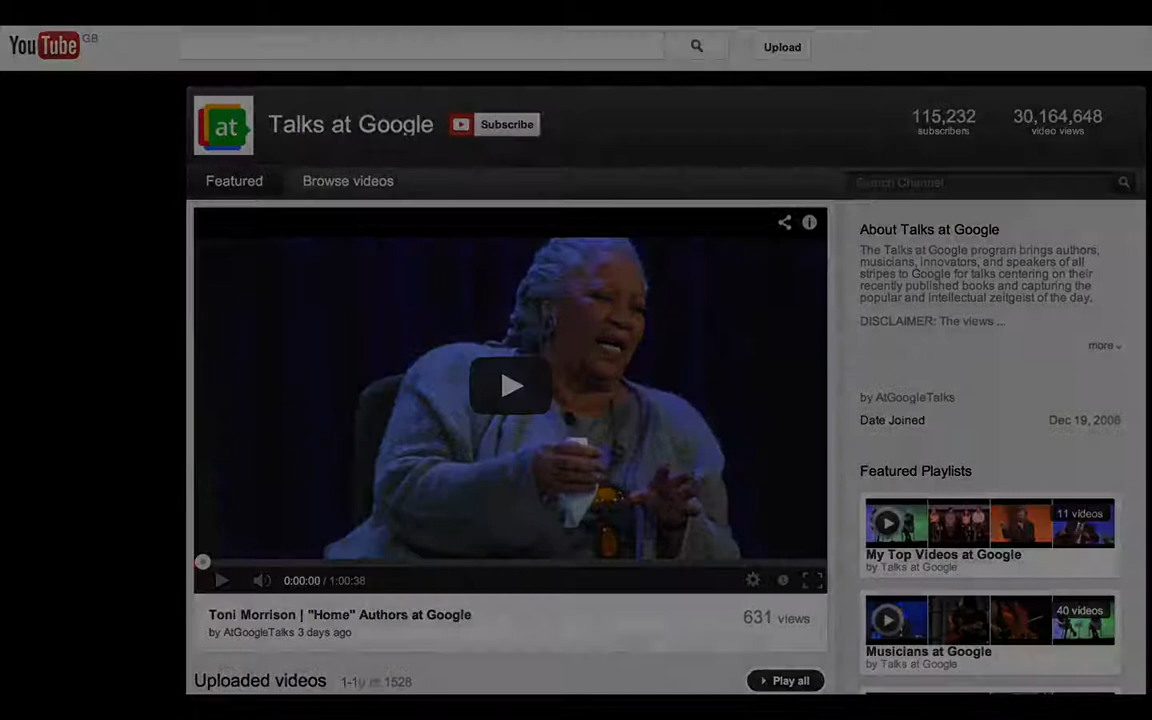 YouTube GB
Upload
at
Talks at Google
Subscribe
115,232
subscribers
30,164,648
video views
Featured
Browse videos
Search Channel
About Talks at Google
The Talks at Google program brings authors,
musicians, innovators, and speakers of all
stripes to Google for talks centering on their
recently published books and capturing the
popular and intellectual zeitgeist of the day.
DISCLAIMER: The views ...
more
by AtGoogleTalks
Date Joined Dec 19, 2006
Featured Playlists
11 videos
My Top Videos at Google
by Talks at Google
40 videos
Musicians at Google
by Talks at Google
0:00:00 / 1:00:38
Toni Morrison | "Home" Authors at Google
by AtGoogleTalks 3 days ago
631 views
Uploaded videos
1528
Play all